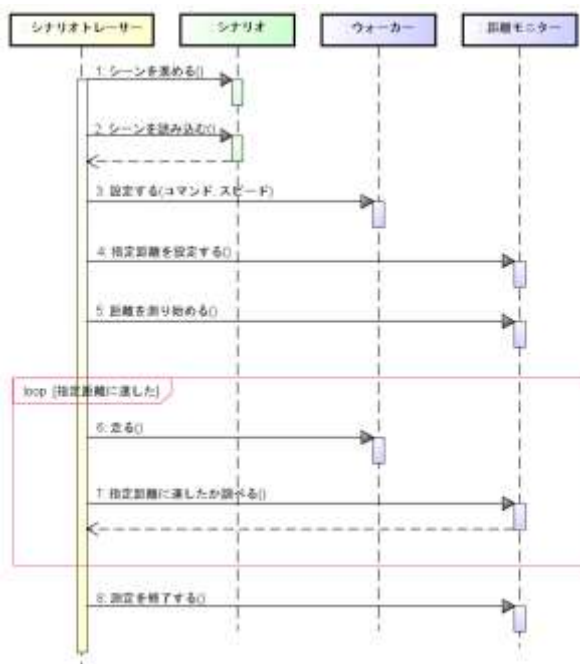 シナリオトレーサー
:シナリオ
:ウォーカー
:距離モニター
1: シーンを進める()
2: シーンを読み込む()
3: 設定する(コマンド, スピード)
4: 指定距離を設定する()
5: 距離を測り始める()
loop [指定距離に達した]
6: 走る()
7: 指定距離に達したか調べる()
8: 測定を終了する()